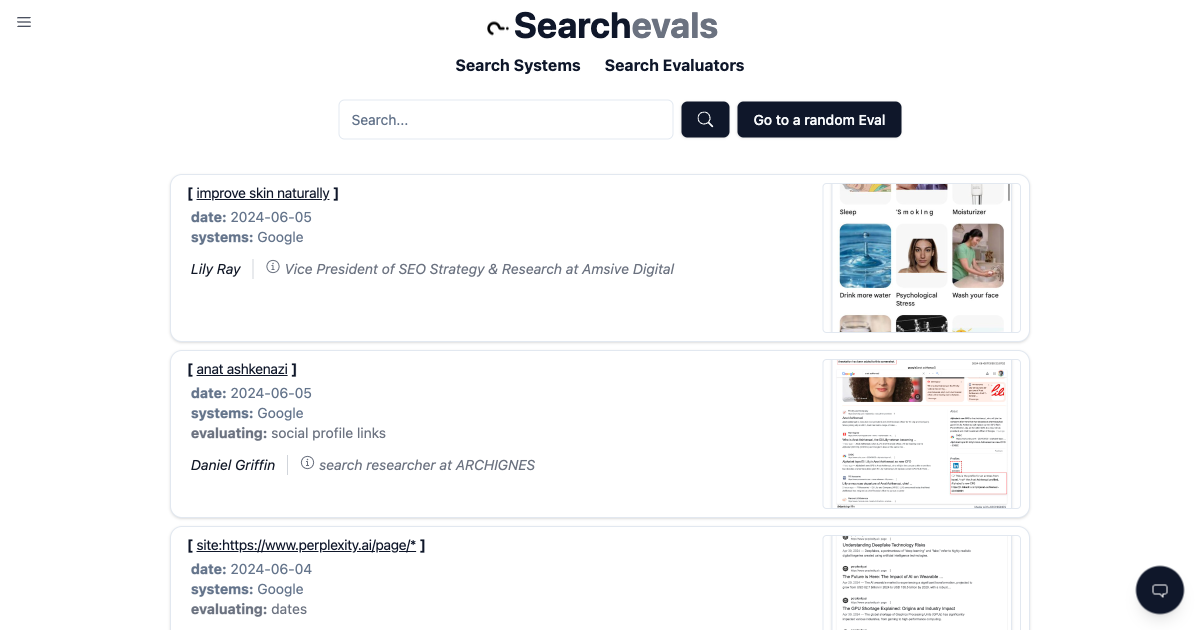 Searchevals
Search Systems Search Evaluators
Search...
Go to a random Eval
[ improve skin naturally ]
date: 2024-06-05
systems: Google
Lily Ray
Vice President of SEO Strategy & Research at Amsive Digital
Sleep 'S m o k I n g Moisturizer
Drink more water Psychological Stress Wash your face
[ anat ashkenazi ]
date: 2024-06-05
systems: Google
evaluating: social profile links
Daniel Griffin
search researcher at ARCHIGNES
Google
[ site:https://www.perplexity.ai/page/* ]
date: 2024-06-04
systems: Google
evaluating: dates
Understanding Deepfake Technology Risks
The Future is Here: The Impact of AI on Wearable ...
The GPU Shortage Explained: Origins and Industry Impact